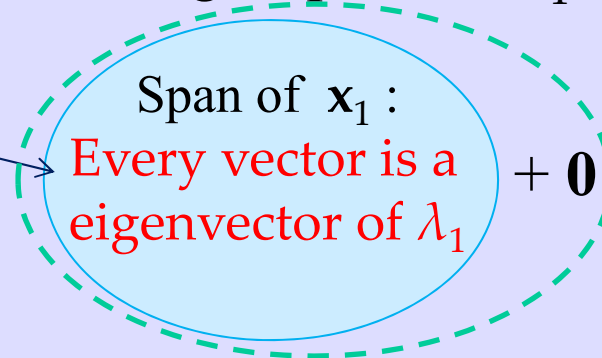 Span of x₁ :
Every vector is a
eigenvector of λ₁
+ 0